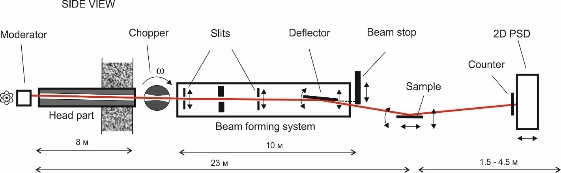 SIDE VIEW
Moderator
Chopper
Slits
Deflector
Beam stop
2D PSD
Counter
Sample
ω
Head part
Beam forming system
8 м
10 м
23 м
1.5 - 4.5 м